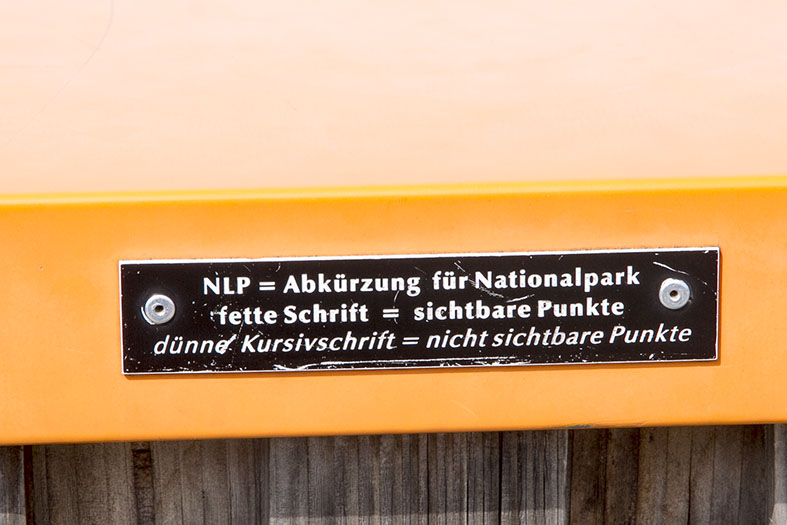 NLP = Abkürzung für Nationalpark
fette Schrift = sichtbare Punkte
dünne Kursivschrift = nicht sichtbare Punkte